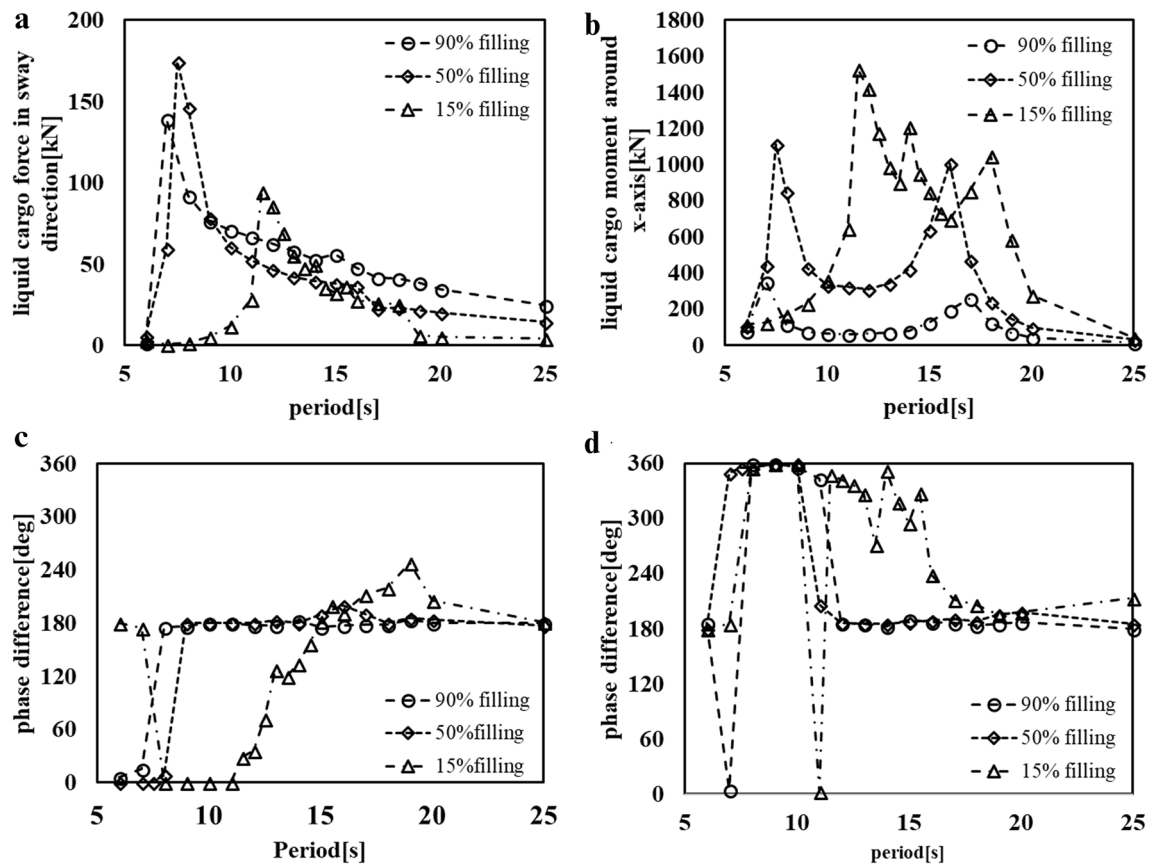 a
200
150
100
50
0
5 10 15 20 25
period[s]
liquid cargo force in sway
direction[kN]
90% filling
50% filling
15% filling
b
1800
1600
1400
1200
1000
800
600
400
200
0
5 10 15 20 25
period[s]
liquid cargo moment around
x-axis[kN]
90% filling
50% filling
15% filling
c
360
300
240
180
120
60
0
5 10 15 20 25
Period[s]
phase difference[deg]
90% filling
50%filling
15%filling
d
360
300
240
180
120
60
0
5 10 15 20 25
period[s]
phase difference[deg]
90% filling
50% filling
15% filling